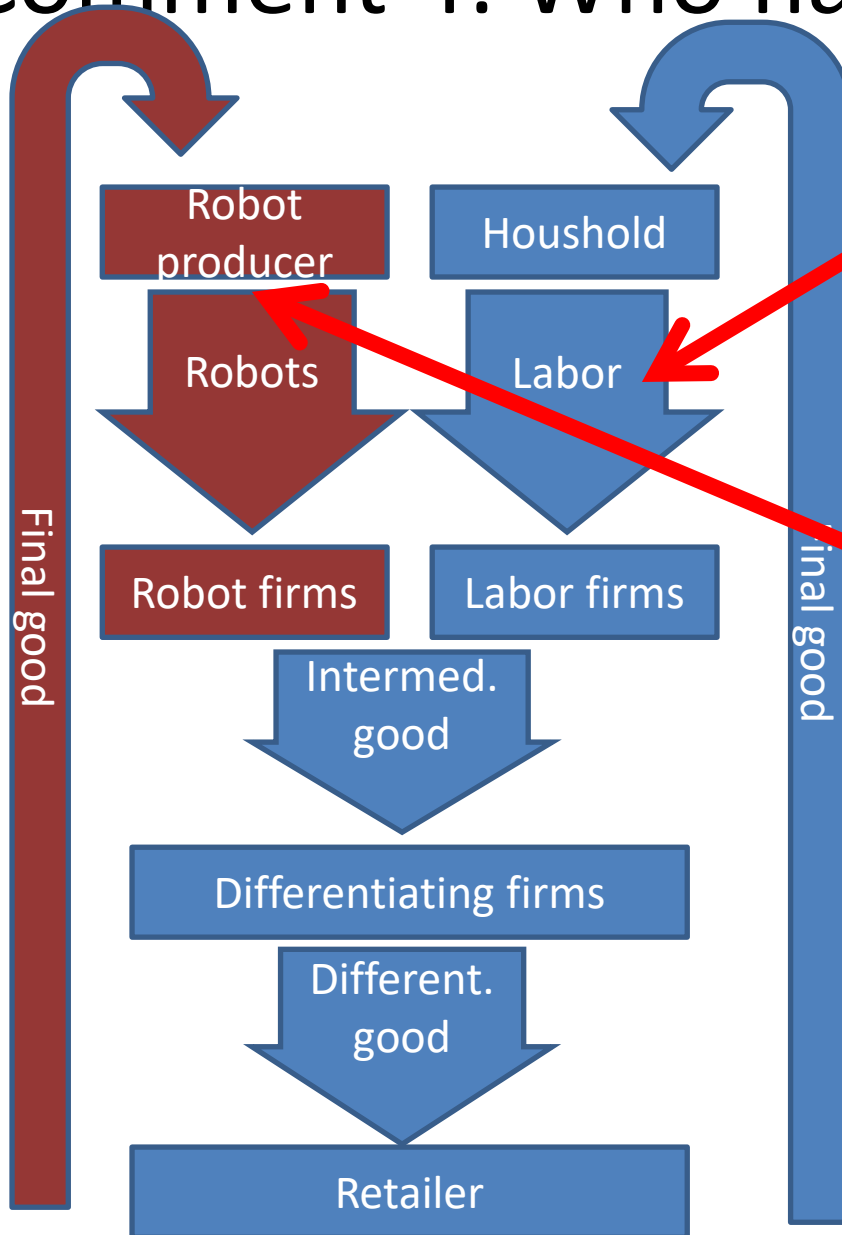 Robot
producer
Houshold
Robots
Labor
Final good
Final good
Robot firms
Labor firms
Intermed.
good
Differentiating firms
Different.
good
Retailer